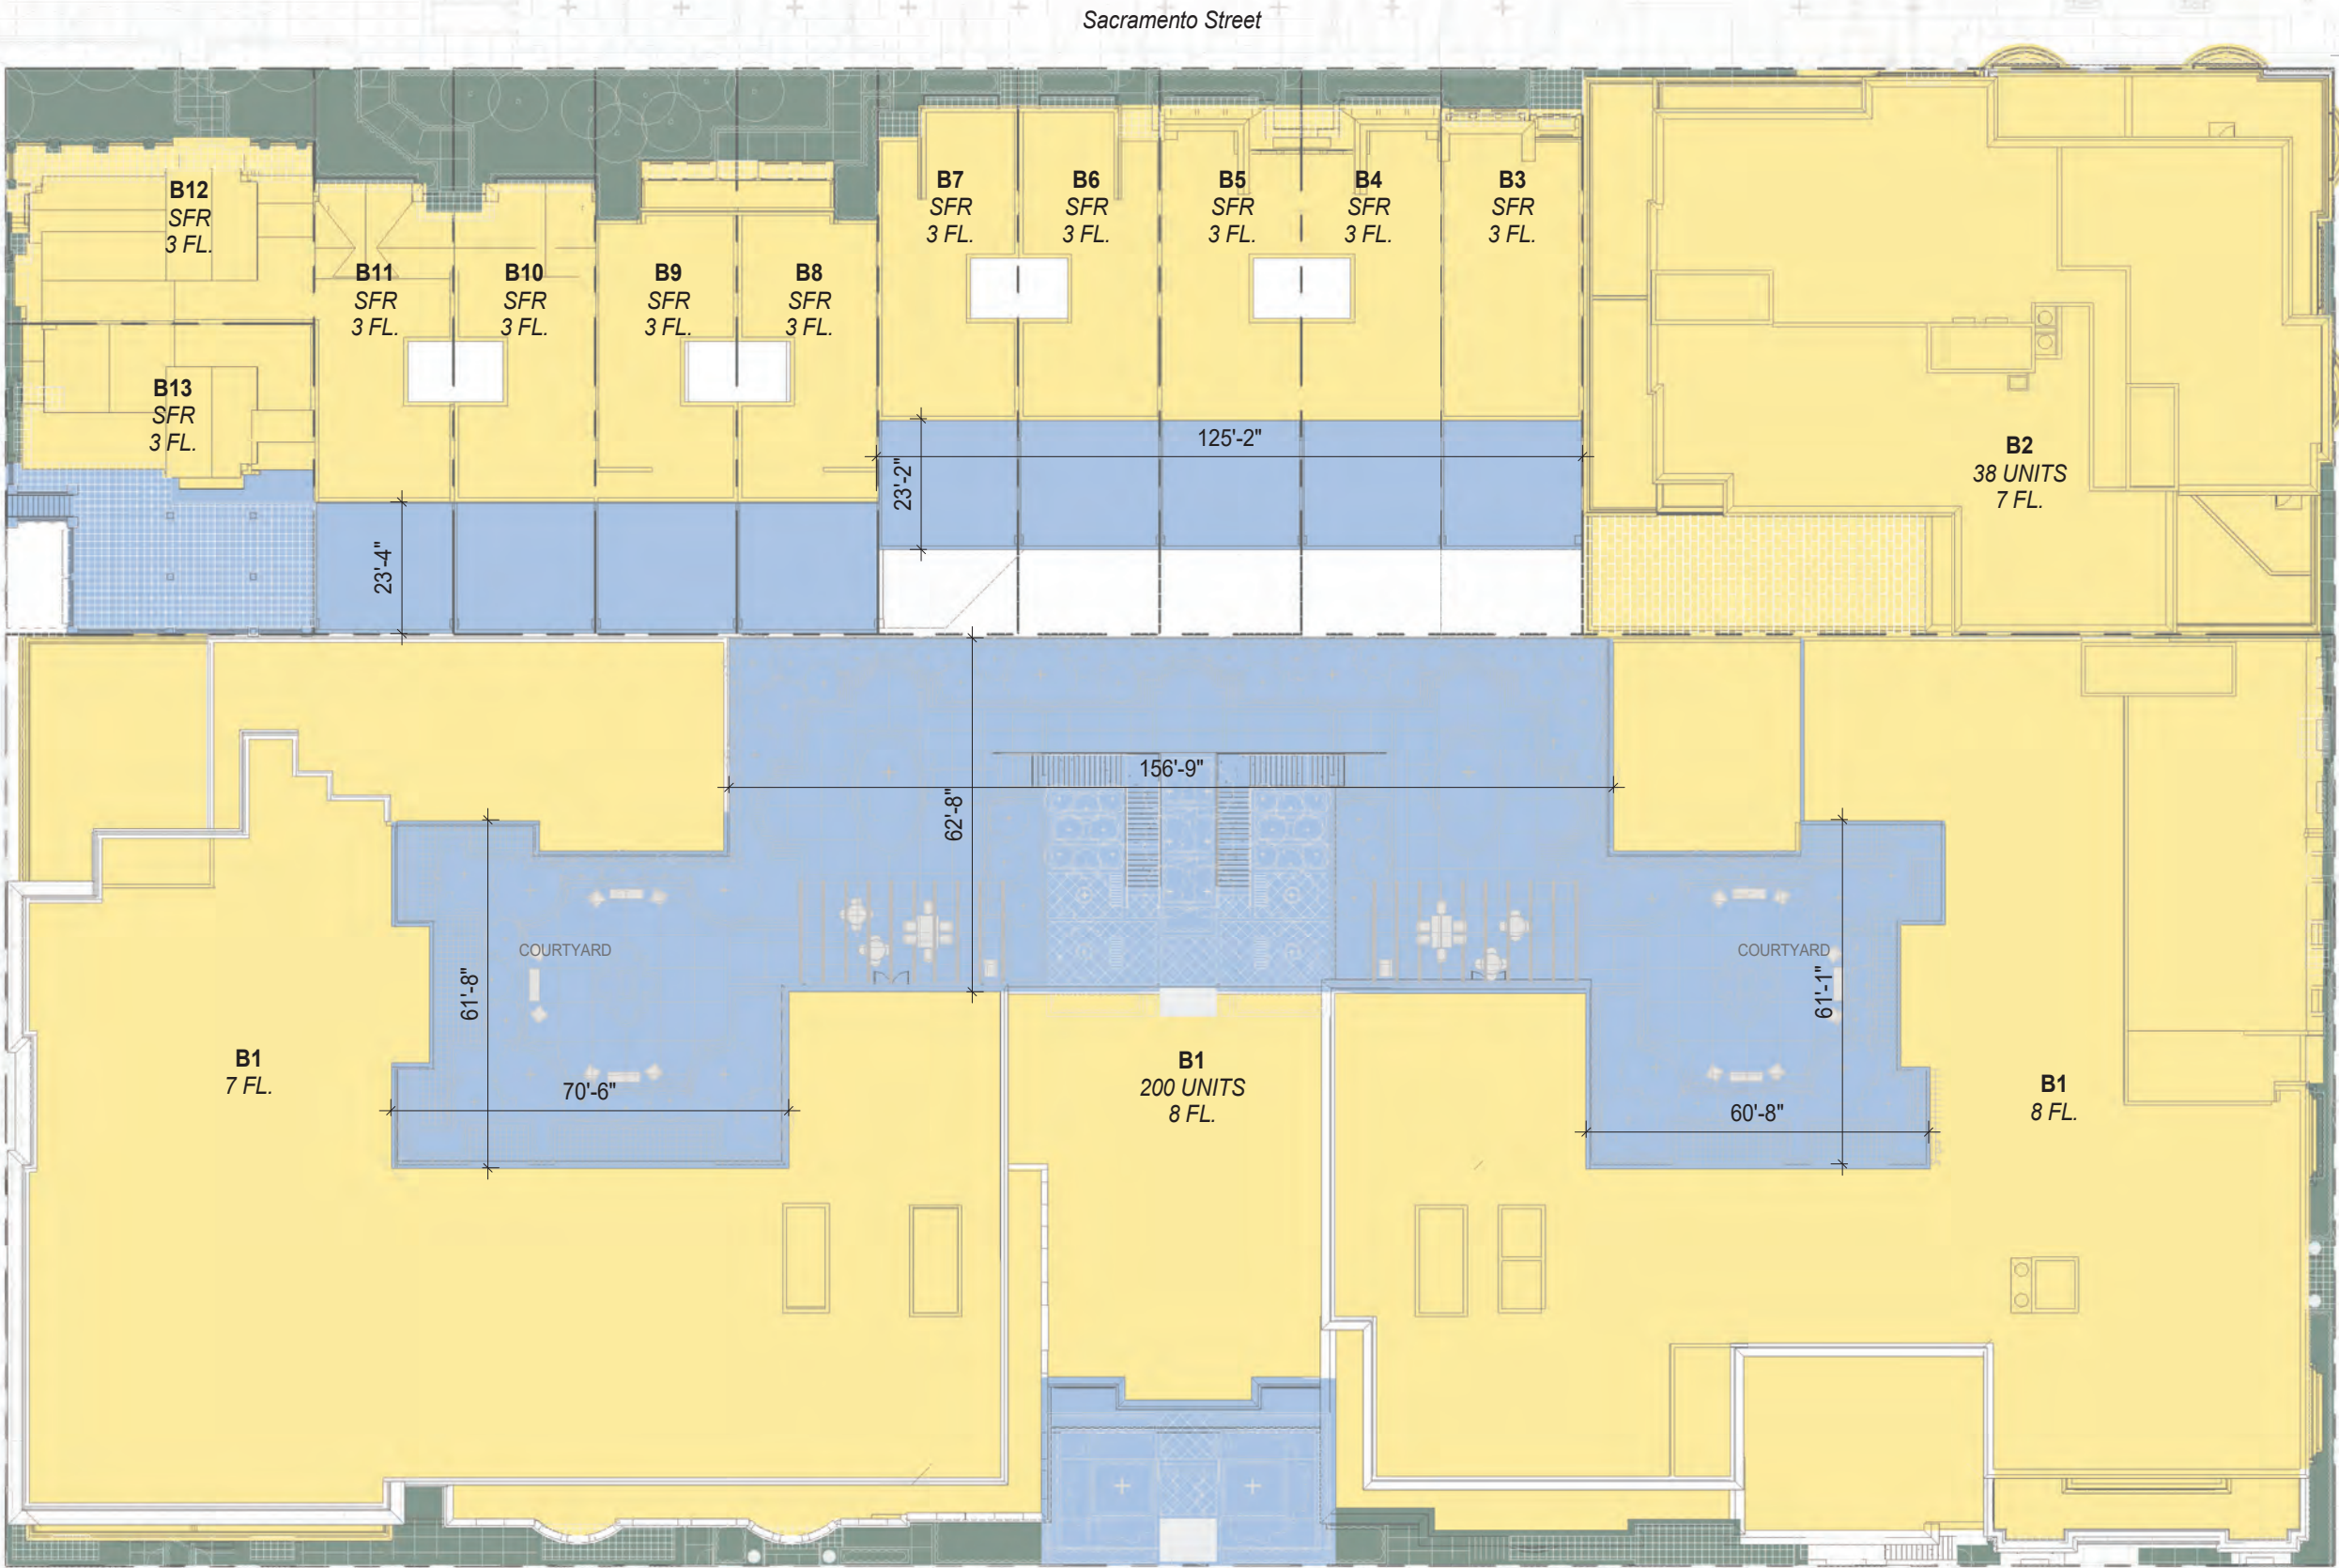 Sacramento Street
B12
SFR
3 FL.
B11
SFR
3 FL.
B10
SFR
3 FL.
B9
SFR
3 FL.
B8
SFR
3 FL.
B7
SFR
3 FL.
B6
SFR
3 FL.
B5
SFR
3 FL.
B4
SFR
3 FL.
B3
SFR
3 FL.
B13
SFR
3 FL.
B2
38 UNITS
7 FL.
125'-2"
23'-2"
23'-4"
156'-9"
62'-8"
COURTYARD
61'-8"
70'-6"
COURTYARD
61'-1"
60'-8"
B1
7 FL.
B1
200 UNITS
8 FL.
B1
8 FL.